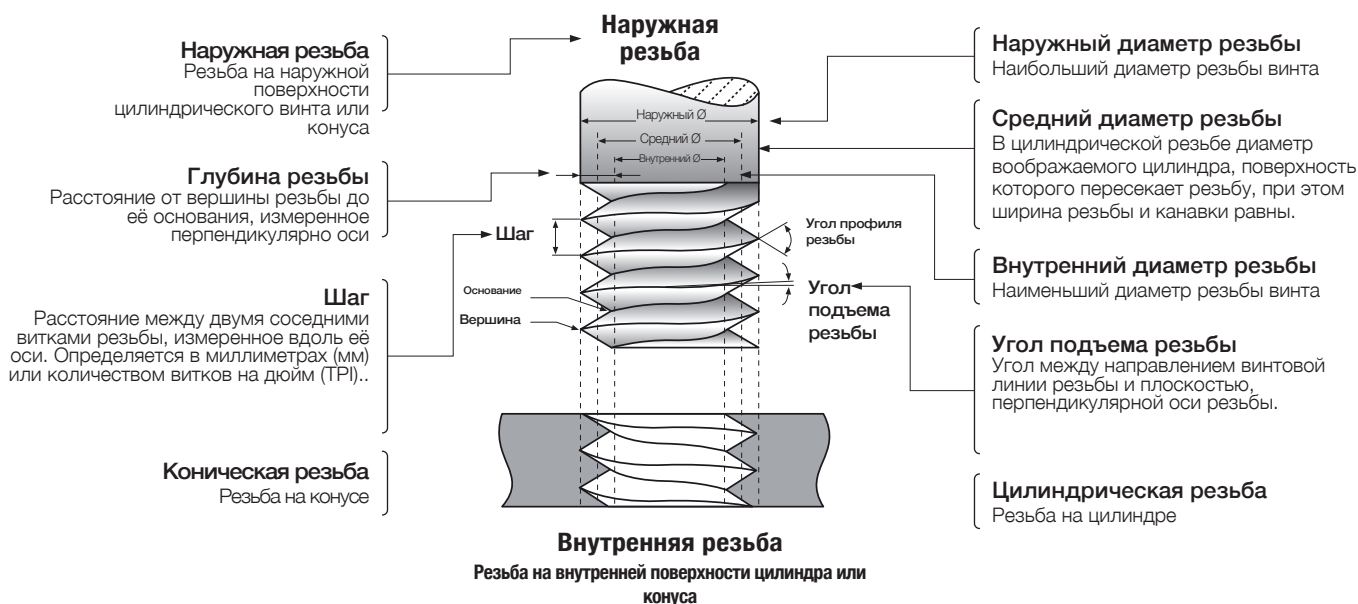 Наружная
резьба
Наружная резьба
Резьба на наружной
поверхности
цилиндрического винта или
конуса
Глубина резьбы
Расстояние от вершины резьбы до
её основания, измеренное
перпендикулярно оси
Шаг
Расстояние между двумя соседними
витками резьбы, измеренное вдоль её
оси. Определяется в миллиметрах (мм)
или количеством витков на дюйм (TPI)..
Коническая резьба
Резьба на конусе
Наружный Ø
Средний Ø
Внутренний Ø
Шаг
Угол профиля
резьбы
Основание
Вершина
Угол
подъема
резьбы
Наружный диаметр резьбы
Наибольший диаметр резьбы винта
Средний диаметр резьбы
В цилиндрической резьбе диаметр
воображаемого цилиндра, поверхность
которого пересекает резьбу, при этом
ширина резьбы и канавки равны.
Внутренний диаметр резьбы
Наименьший диаметр резьбы винта
Угол подъема резьбы
Угол между направлением винтовой
линии резьбы и плоскостью,
перпендикулярной оси резьбы.
Цилиндрическая резьба
Резьба на цилиндре
Внутренняя резьба
Резьба на внутренней поверхности цилиндра или
конуса